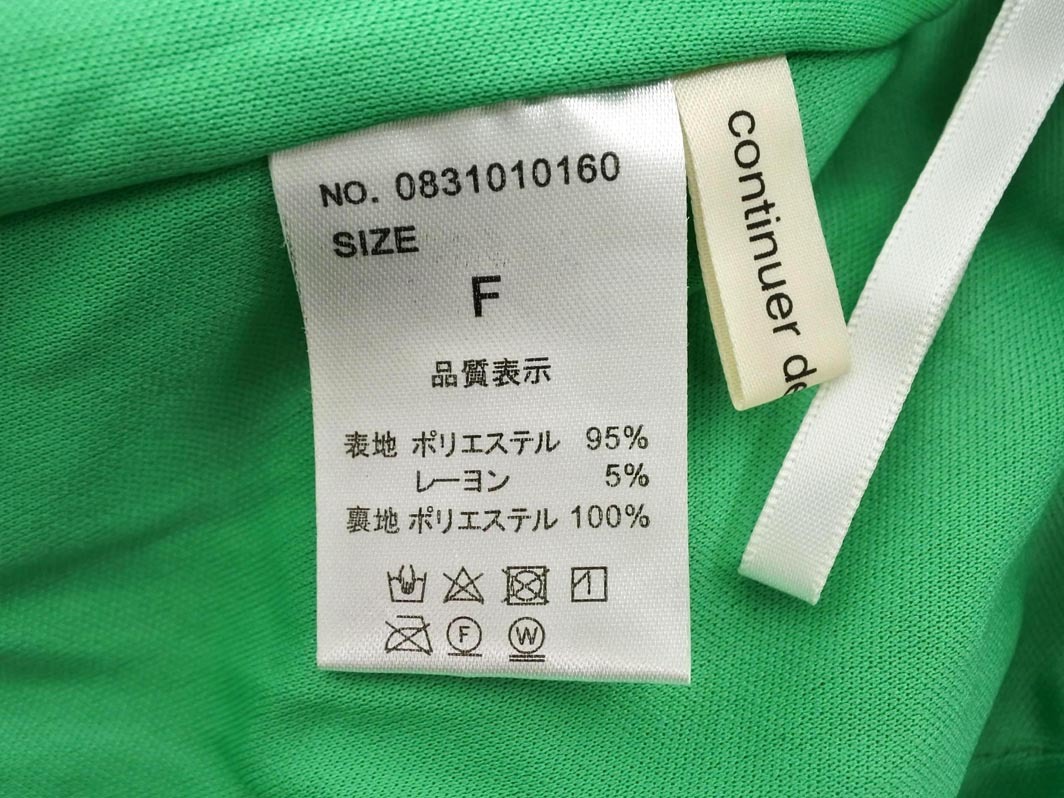 NO. 0831010160
SIZE
F
品質表示
表地 ポリエステル 95%
レーヨン 5%
裏地 ポリエステル 100%
F W
continuer de